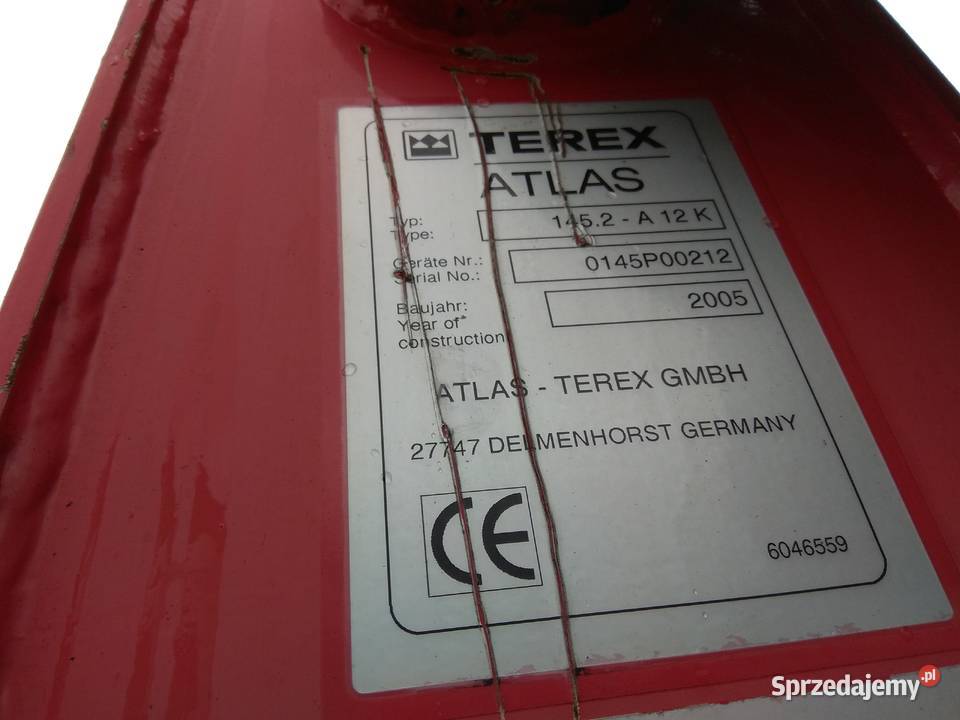 TEREX
ATLAS
Typ:
Type:
145.2 - A 12 K
Geräte Nr.:
Serial No.:
0145P00212
Baujahr:
Year of
construction
2005
ATLAS - TEREX GMBH
27747 DELMENHORST GERMANY
CE
6046559
Sprzedajemy.pl